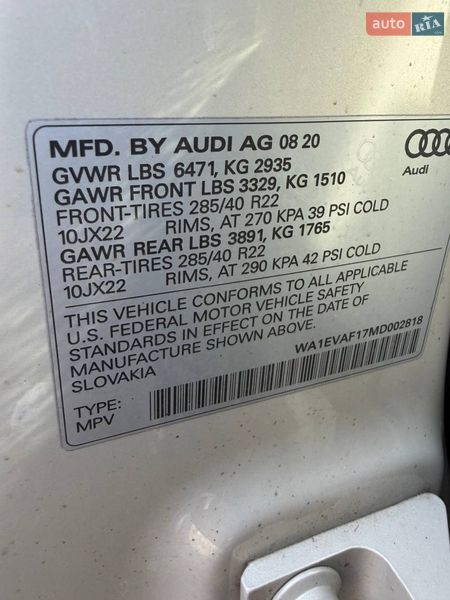 auto RIA
.com
MFD. BY AUDI AG 08 20
GVWR LBS 6471, KG 2935
GAWR FRONT LBS 3329, KG 1510
FRONT-TIRES 285/40 R22
10JX22 RIMS, AT 270 KPA 39 PSI COLD
GAWR REAR LBS 3891, KG 1765
REAR-TIRES 285/40 R22
10JX22 RIMS, AT 290 KPA 42 PSI COLD
Audi
THIS VEHICLE CONFORMS TO ALL APPLICABLE
U.S. FEDERAL MOTOR VEHICLE SAFETY
STANDARDS IN EFFECT ON THE DATE OF
MANUFACTURE SHOWN ABOVE.
SLOVAKIA
WA1EVAF17MD002818
TYPE:
MPV